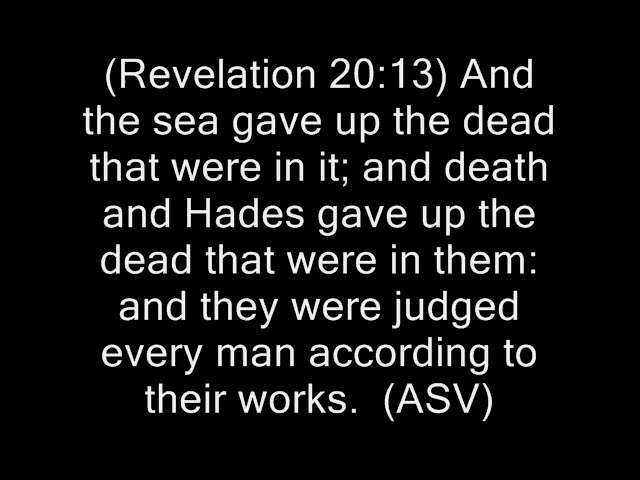 (Revelation 20:13) And
the sea gave up the dead
that were in it; and death
and Hades gave up the
dead that were in them:
and they were judged
every man according to
their works.  (ASV)